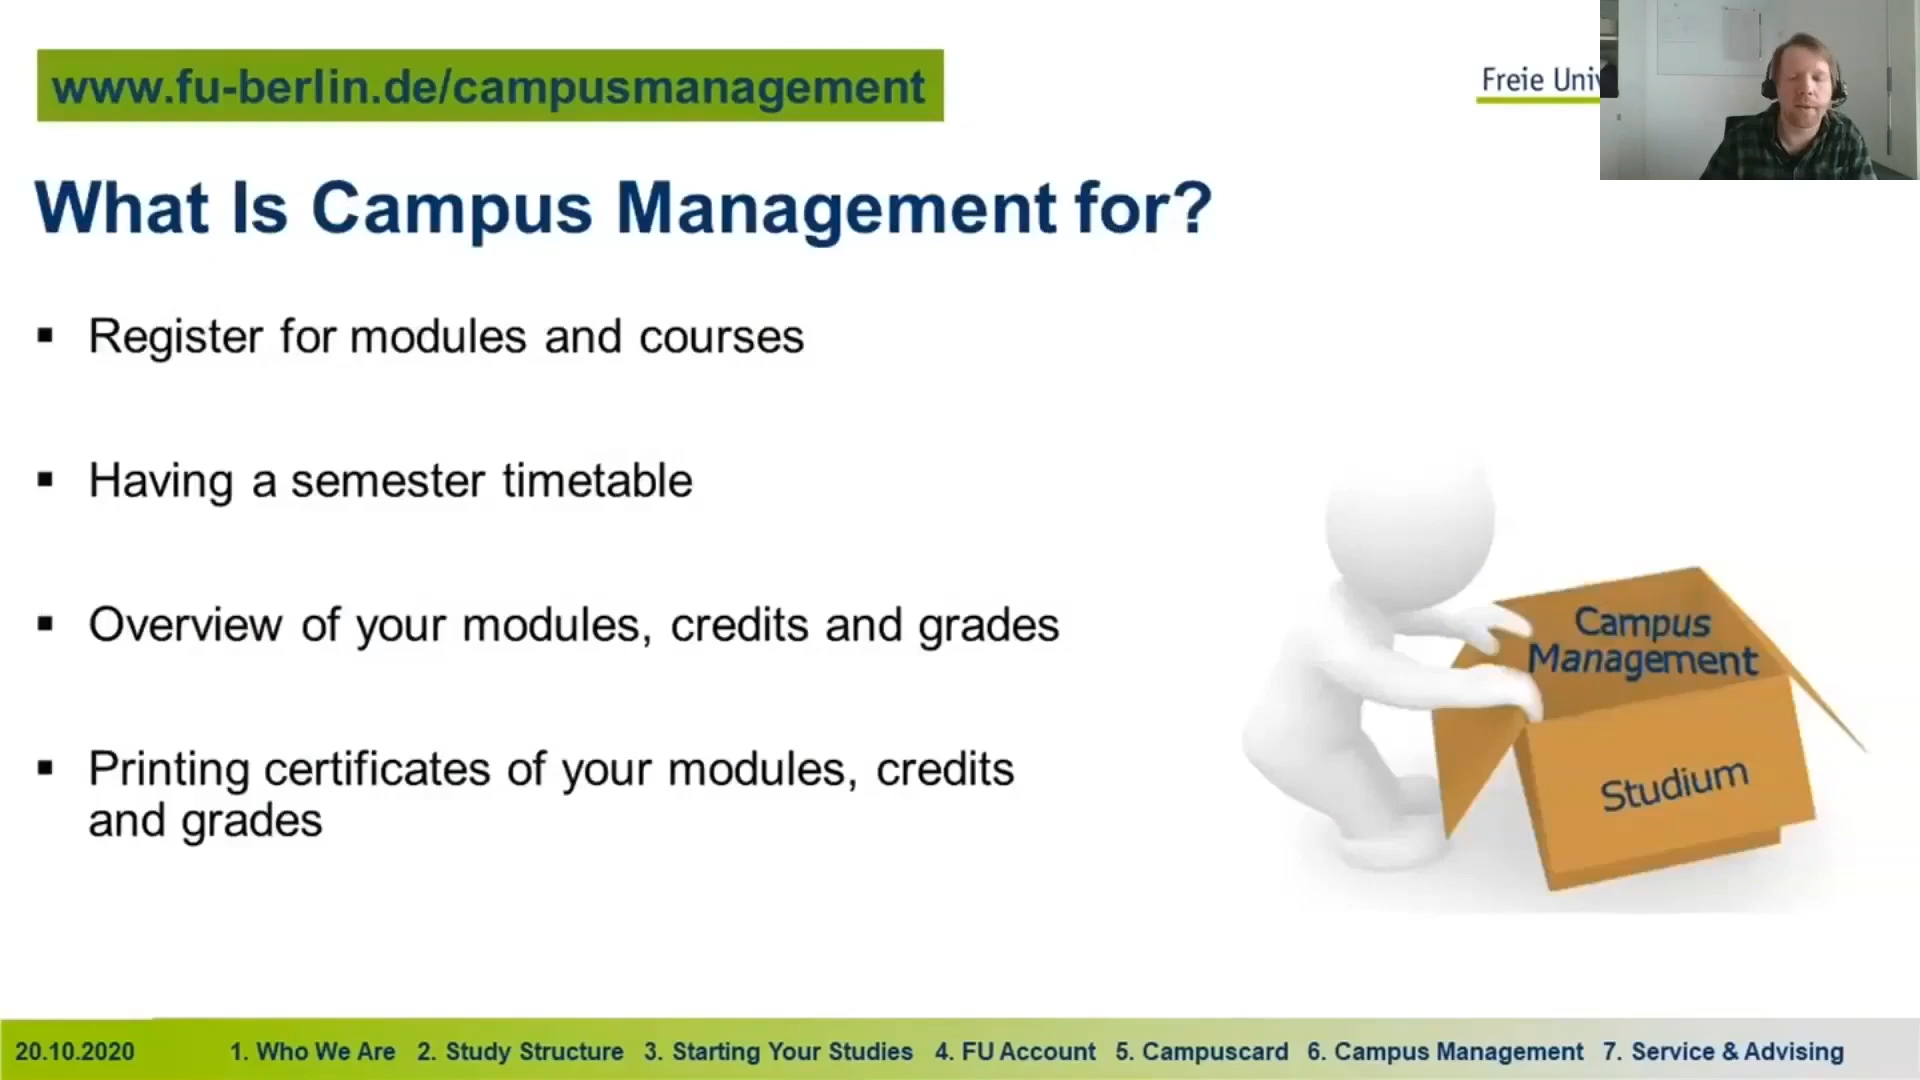 www.fu-berlin.de/campusmanagement
Freie Univ
What Is Campus Management for?
Register for modules and courses
Having a semester timetable
Overview of your modules, credits and grades
Printing certificates of your modules, credits
and grades
Campus
Management
Studium
20.10.2020 1. Who We Are 2. Study Structure 3. Starting Your Studies 4. FU Account 5. Campuscard 6. Campus Management 7. Service & Advising